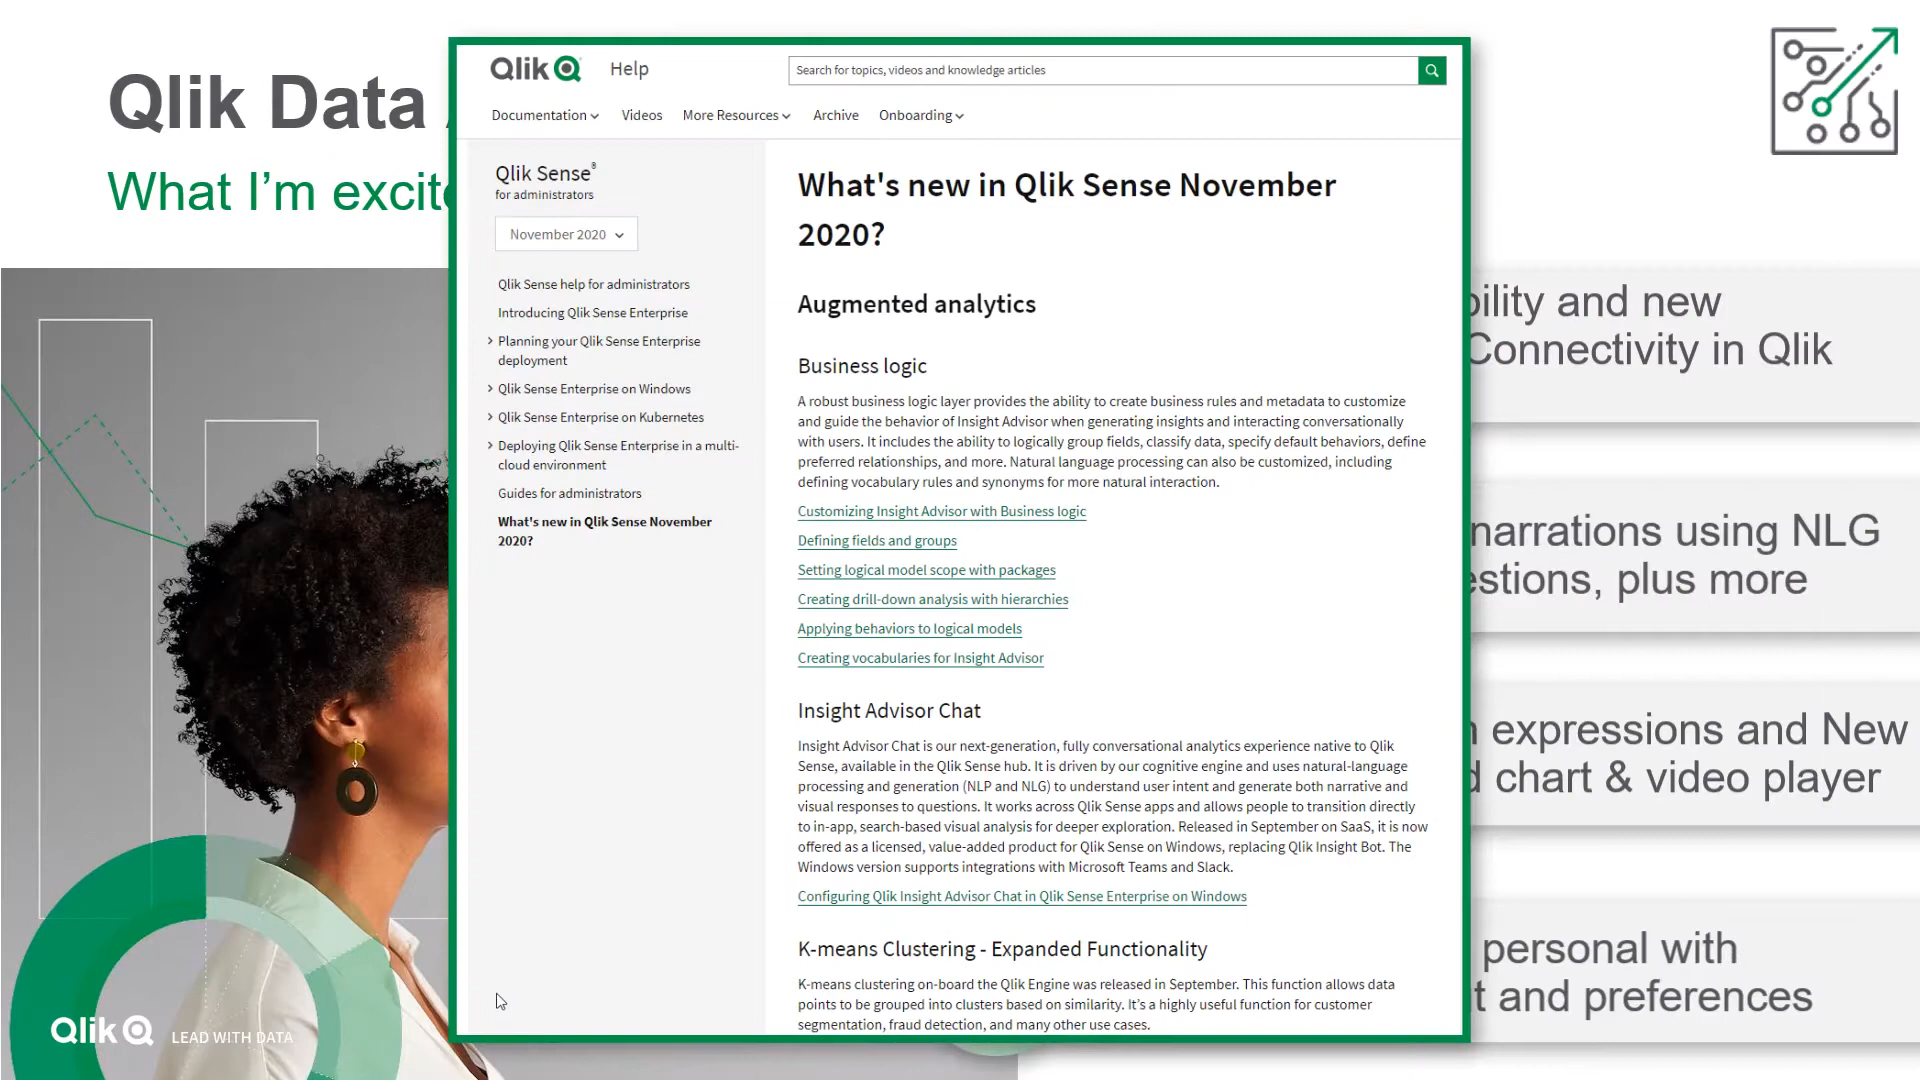 Qlik Data
What I'm excite
Qlik
Help
Search for topics, videos and knowledge articles
Documentation
Videos
More Resources
Archive
Onboarding
Qlik Sense®
for administrators
November 2020
Qlik Sense help for administrators
Introducing Qlik Sense Enterprise
Planning your Qlik Sense Enterprise
deployment
Qlik Sense Enterprise on Windows
Qlik Sense Enterprise on Kubernetes
Deploying Qlik Sense Enterprise in a multi-
cloud environment
Guides for administrators
What's new in Qlik Sense November
2020?
What's new in Qlik Sense November
2020?
Augmented analytics
Business logic
A robust business logic layer provides the ability to create business rules and metadata to customize
and guide the behavior of Insight Advisor when generating insights and interacting conversationally
with users. It includes the ability to logically group fields, classify data, specify default behaviors, define
preferred relationships, and more. Natural language processing can also be customized, including
defining vocabulary rules and synonyms for more natural interaction.
Customizing Insight Advisor with Business logic
Defining fields and groups
Setting logical model scope with packages
Creating drill-down analysis with hierarchies
Applying behaviors to logical models
Creating vocabularies for Insight Advisor
Insight Advisor Chat
Insight Advisor Chat is our next-generation, fully conversational analytics experience native to Qlik
Sense, available in the Qlik Sense hub. It is driven by our cognitive engine and uses natural-language
processing and generation (NLP and NLG) to understand user intent and generate both narrative and
visual responses to questions. It works across Qlik Sense apps and allows people to transition directly
to in-app, search-based visual analysis for deeper exploration. Released in September on SaaS, it is now
offered as a licensed, value-added product for Qlik Sense on Windows, replacing Qlik Insight Bot. The
Windows version supports integrations with Microsoft Teams and Slack.
Configuring Qlik Insight Advisor Chat in Qlik Sense Enterprise on Windows
K-means Clustering - Expanded Functionality
K-means clustering on-board the Qlik Engine was released in September. This function allows data
points to be grouped into clusters based on similarity. It's a highly useful function for customer
segmentation, fraud detection, and many other use cases.
bility and new
Connectivity in Qlik
narrations using NLG
estions, plus more
expressions and New
chart & video player
personal with
t and preferences
Qlik
LEAD WITH DATA